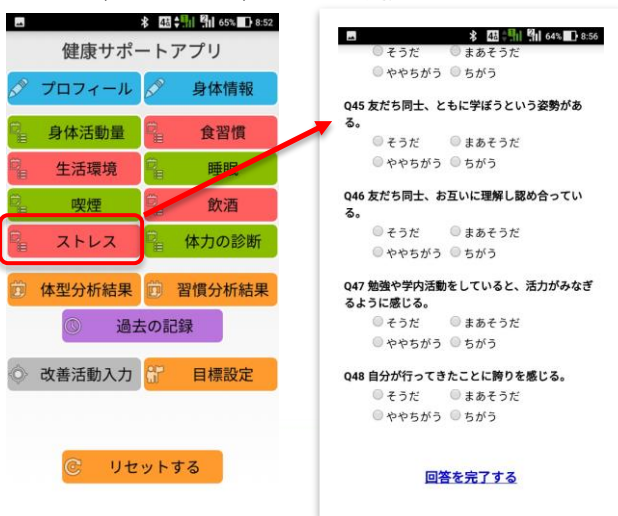 65% 8:52
健康サポートアプリ
プロフィール 身体情報
身体活動量 食習慣
生活環境 睡眠
喫煙 飲酒
ストレス 体力の診断
体型分析結果 習慣分析結果
過去の記録
改善活動入力 目標設定
リセットする
64% 8:56
そうだ まあそうだ
ややちがう ちがう
Q45 友だち同士、ともに学ぼうという姿勢があ
る。
そうだ まあそうだ
ややちがう ちがう
Q46 友だち同士、お互いに理解し認め合ってい
る。
そうだ まあそうだ
ややちがう ちがう
Q47 勉強や学内活動をしていると、活力がみなぎ
るように感じる。
そうだ まあそうだ
ややちがう ちがう
Q48 自分が行ってきたことに誇りを感じる。
そうだ まあそうだ
ややちがう ちがう
回答を完了する